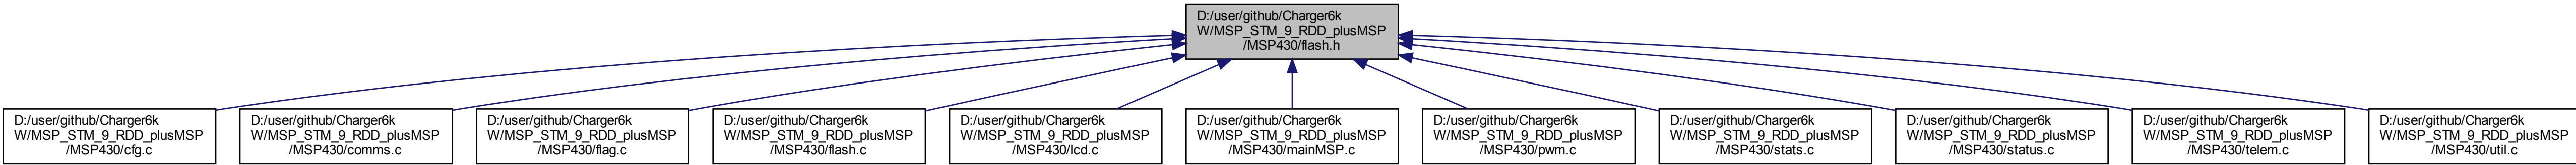 D:/user/github/Charger6k
W/MSP_STM_9_RDD_plusMSP
/MSP430/flash.h
D:/user/github/Charger6k
W/MSP_STM_9_RDD_plusMSP
/MSP430/cfg.c
D:/user/github/Charger6k
W/MSP_STM_9_RDD_plusMSP
/MSP430/comms.c
D:/user/github/Charger6k
W/MSP_STM_9_RDD_plusMSP
/MSP430/flag.c
D:/user/github/Charger6k
W/MSP_STM_9_RDD_plusMSP
/MSP430/flash.c
D:/user/github/Charger6k
W/MSP_STM_9_RDD_plusMSP
/MSP430/lcd.c
D:/user/github/Charger6k
W/MSP_STM_9_RDD_plusMSP
/MSP430/mainMSP.c
D:/user/github/Charger6k
W/MSP_STM_9_RDD_plusMSP
/MSP430/pwm.c
D:/user/github/Charger6k
W/MSP_STM_9_RDD_plusMSP
/MSP430/stats.c
D:/user/github/Charger6k
W/MSP_STM_9_RDD_plusMSP
/MSP430/status.c
D:/user/github/Charger6k
W/MSP_STM_9_RDD_plusMSP
/MSP430/telem.c
D:/user/github/Charger6k
W/MSP_STM_9_RDD_plusMSP
/MSP430/util.c